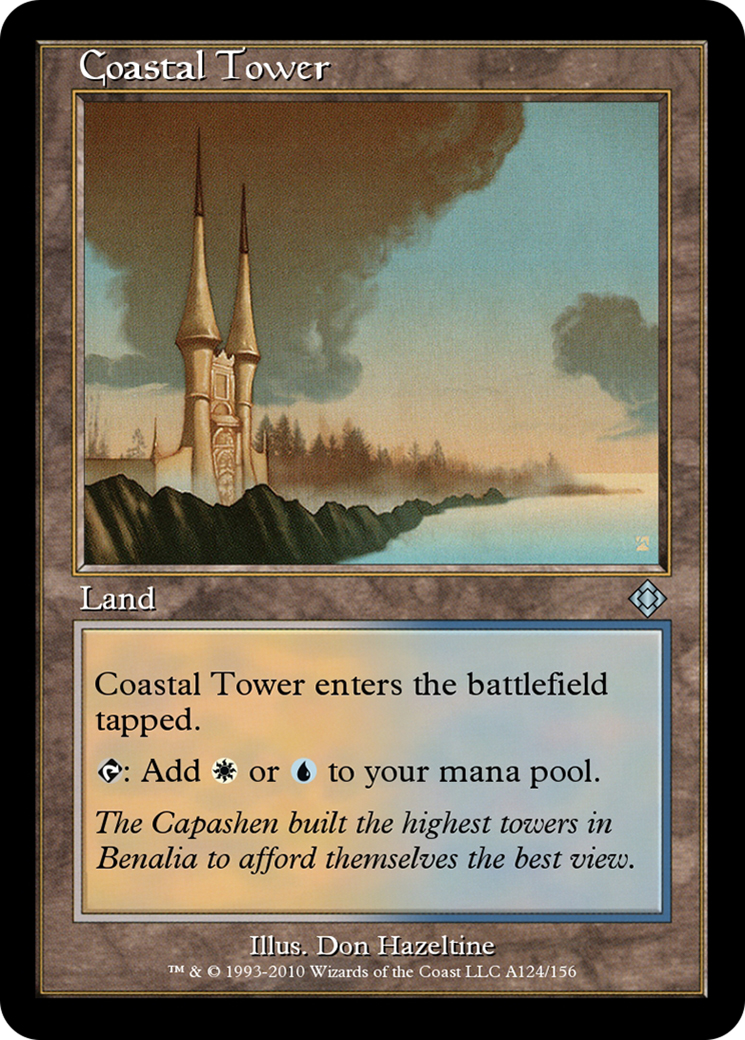 Coastal Tower
Land
Coastal Tower enters the battlefield
tapped.
: Add or to your mana pool.
The Capashen built the highest towers in
Benalia to afford themselves the best view.
Illus. Don Hazeltine
™ & © 1993-2010 Wizards of the Coast LLC A124/156